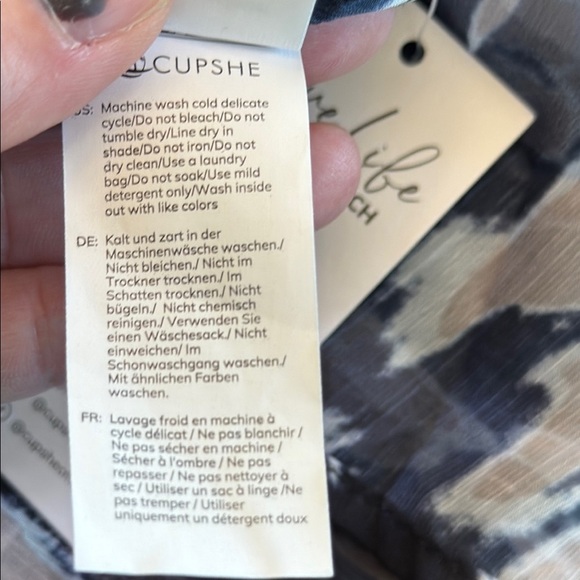 CUPSHE
US: Machine wash cold delicate
cycle/Do not bleach/Do not
tumble dry/Line dry in
shade/Do not iron/Do not
dry clean/Use a laundry
bag/Do not soak/Use mild
detergent only/Wash inside
out with like colors
DE: Kalt und zart in der
Maschinenwäsche waschen./
Nicht bleichen./ Nicht im
Trockner trocknen./ Im
Schatten trocknen./ Nicht
bügeln./ Nicht chemisch
reinigen./ Verwenden Sie
einen Wäschesack./ Nicht
einweichen/ Im
Schonwaschgang waschen./
Mit ähnlichen Farben
waschen.
FR: Lavage froid en machine à
cycle délicat / Ne pas blanchir /
Ne pas sécher en machine /
Sécher à l'ombre / Ne pas
repasser / Ne pas nettoyer à
sec / Utiliser un sac à linge /Ne
pas tremper / Utiliser
uniquement un détergent doux
Life
CH